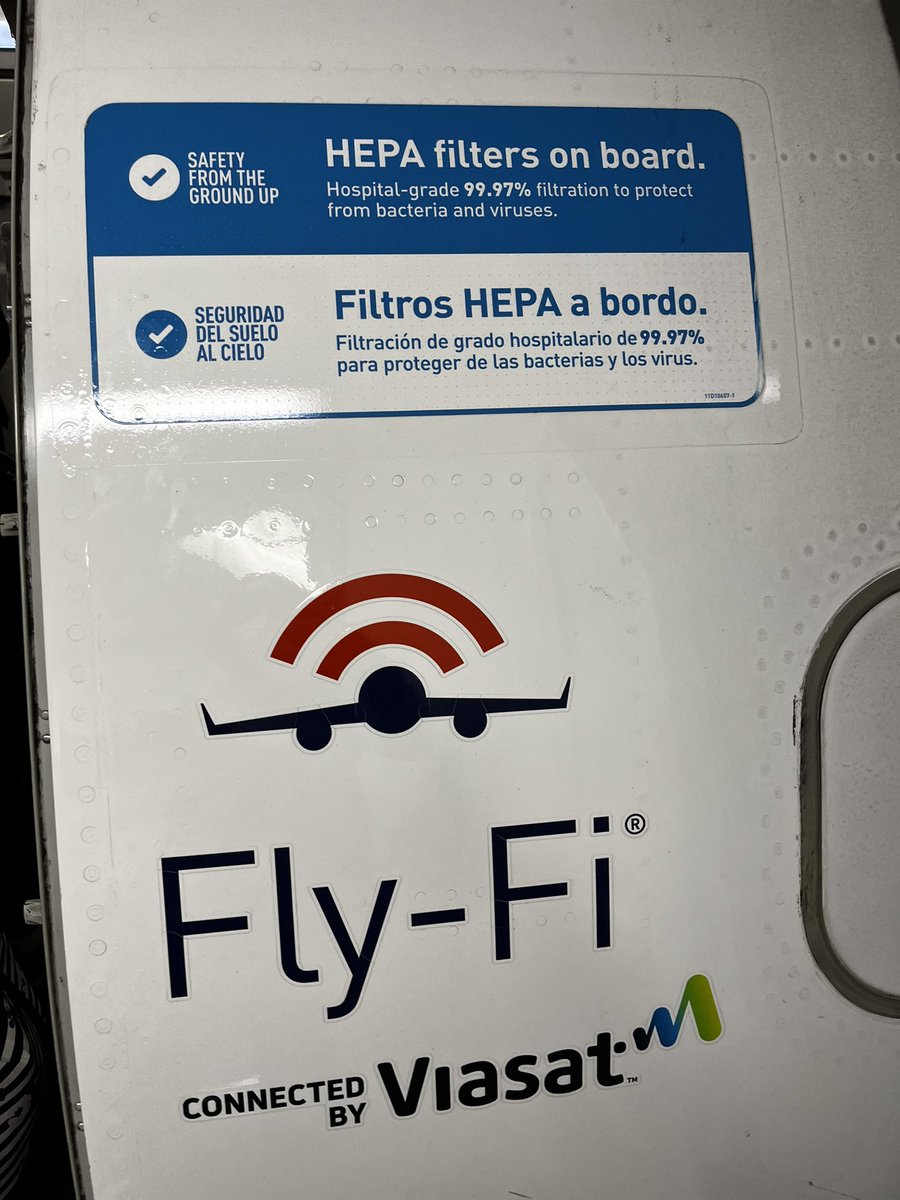 SAFETY
FROM THE
GROUND UP
HEPA filters on board.
Hospital-grade 99.97% filtration to protect
from bacteria and viruses.
SEGURIDAD
DEL SUELO
AL CIELO
Filtros HEPA a bordo.
Filtración de grado hospitalario de 99.97%
para proteger de las bacterias y los virus.
11D10657-1
Fly-Fi®
CONNECTED
BY
Viasat™